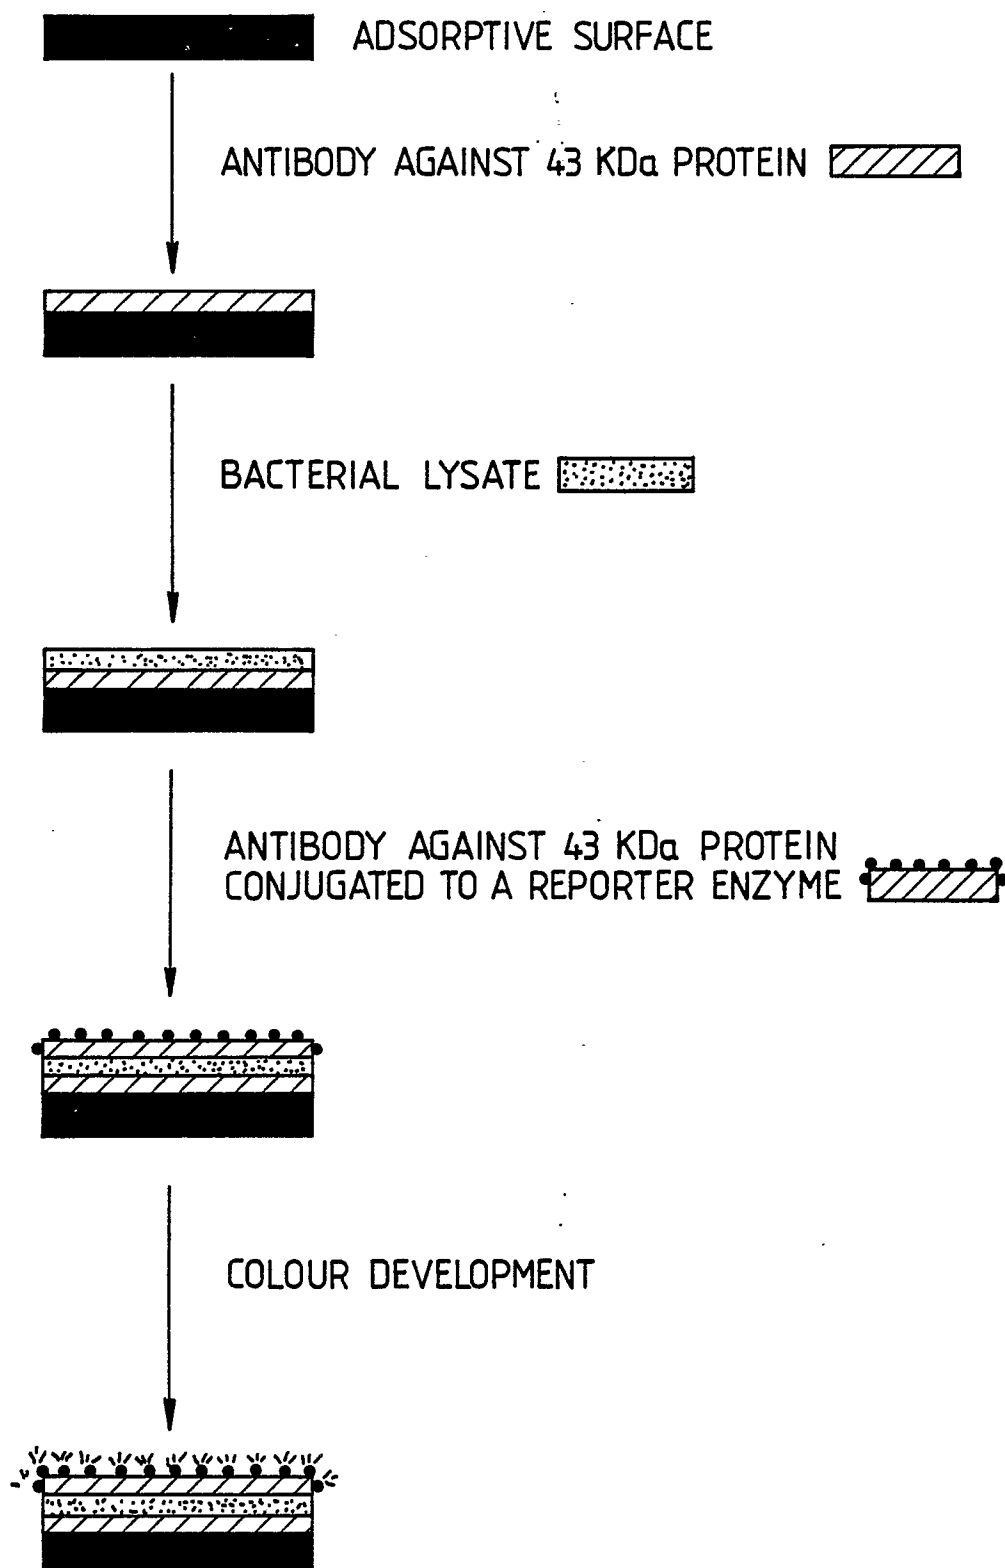 ADSORPTIVE SURFACE
ANTIBODY AGAINST 43 KDa PROTEIN
BACTERIAL LYSATE
ANTIBODY AGAINST 43 KDa PROTEIN
CONJUGATED TO A REPORTER ENZYME
COLOUR DEVELOPMENT